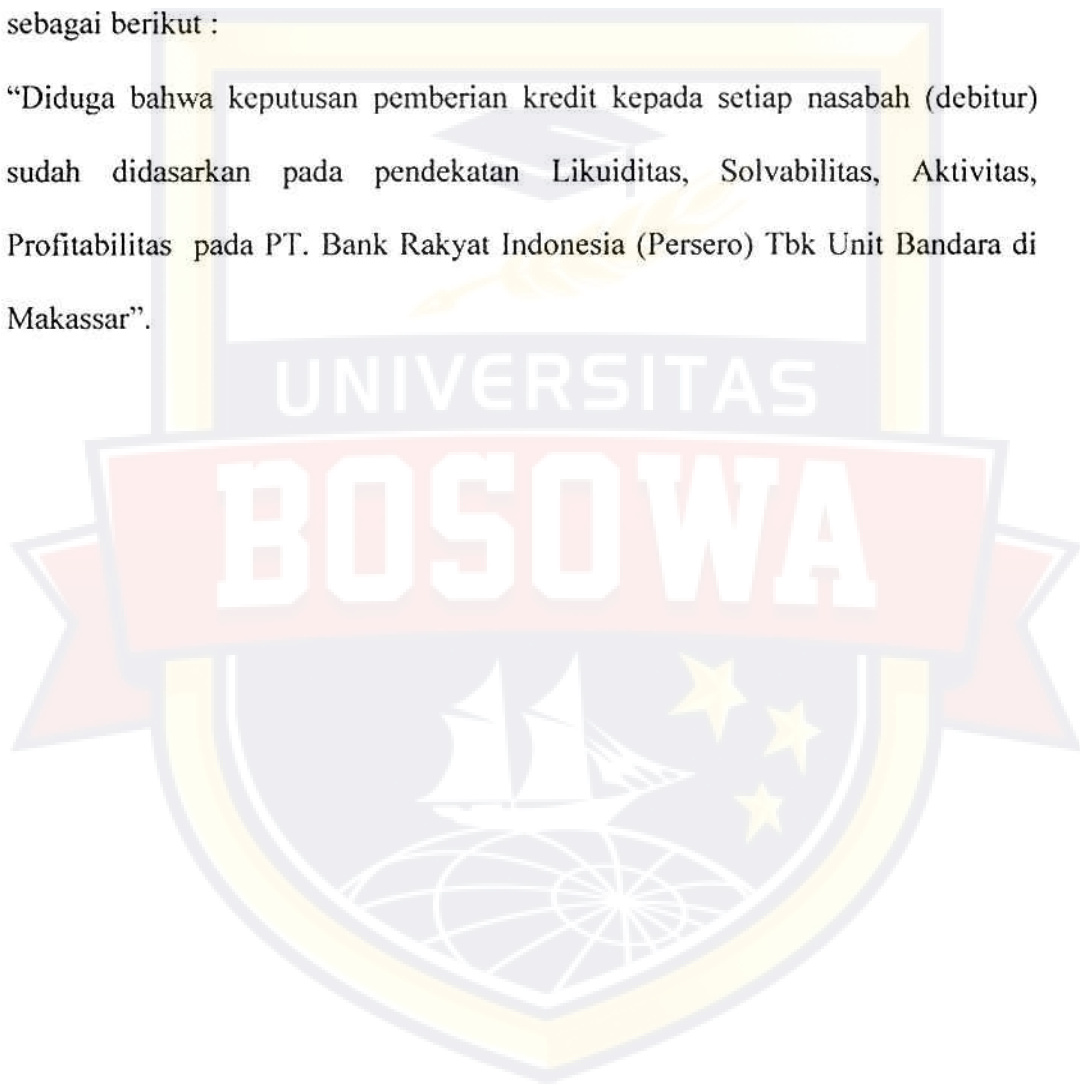 sebagai berikut :
“Diduga bahwa keputusan pemberian kredit kepada setiap nasabah (debitur)
sudah didasarkan pada pendekatan Likuiditas, Solvabilitas, Aktivitas,
Profitabilitas pada PT. Bank Rakyat Indonesia (Persero) Tbk Unit Bandara di
Makassar”.
UNIVERSITAS
BOSOWA